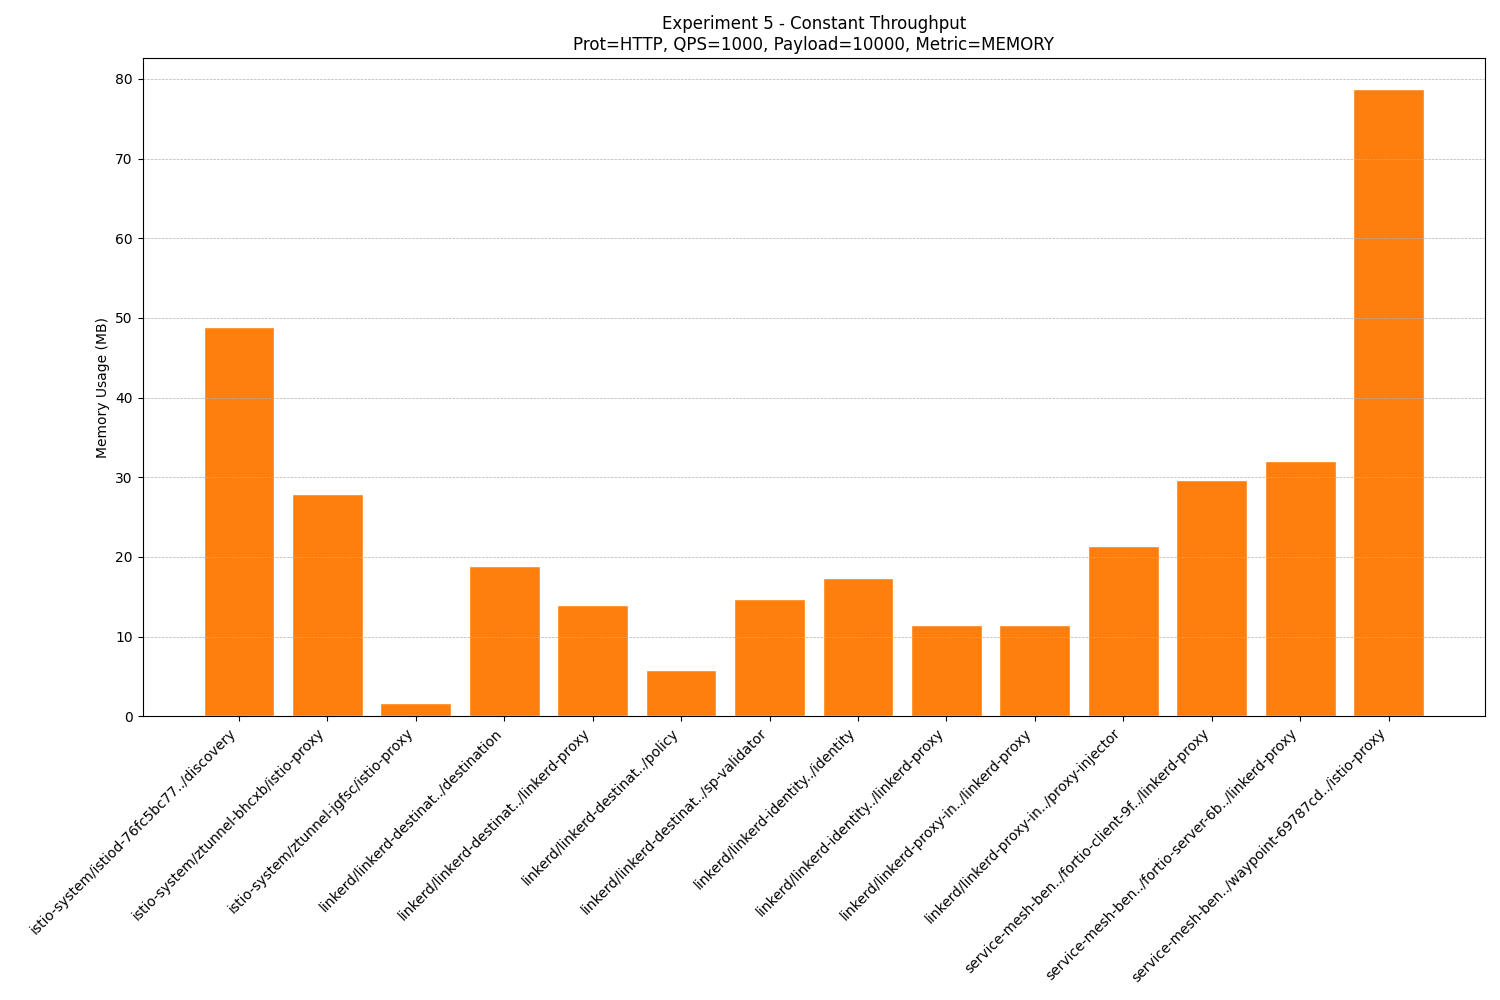 Experiment 5 - Constant Throughput
Prot=HTTP, QPS=1000, Payload=10000, Metric=MEMORY
Memory Usage (MB)
80
70
60
50
40
30
20
10
0
istio-system/istiod-76fc5bc77../discovery
istio-system/ztunnel-bhcxb/istio-proxy
istio-system/ztunnel-jgfsc/istio-proxy
linkerd/linkerd-destinat../destination
linkerd/linkerd-destinat../linkerd-proxy
linkerd/linkerd-destinat../policy
linkerd/linkerd-destinat../sp-validator
linkerd/linkerd-identity../identity
linkerd/linkerd-identity../linkerd-proxy
linkerd/linkerd-proxy-in../linkerd-proxy
linkerd/linkerd-proxy-in../proxy-injector
service-mesh-ben../fortio-client-9f../linkerd-proxy
service-mesh-ben../fortio-server-6b../linkerd-proxy
service-mesh-ben../waypoint-69787cd../istio-proxy